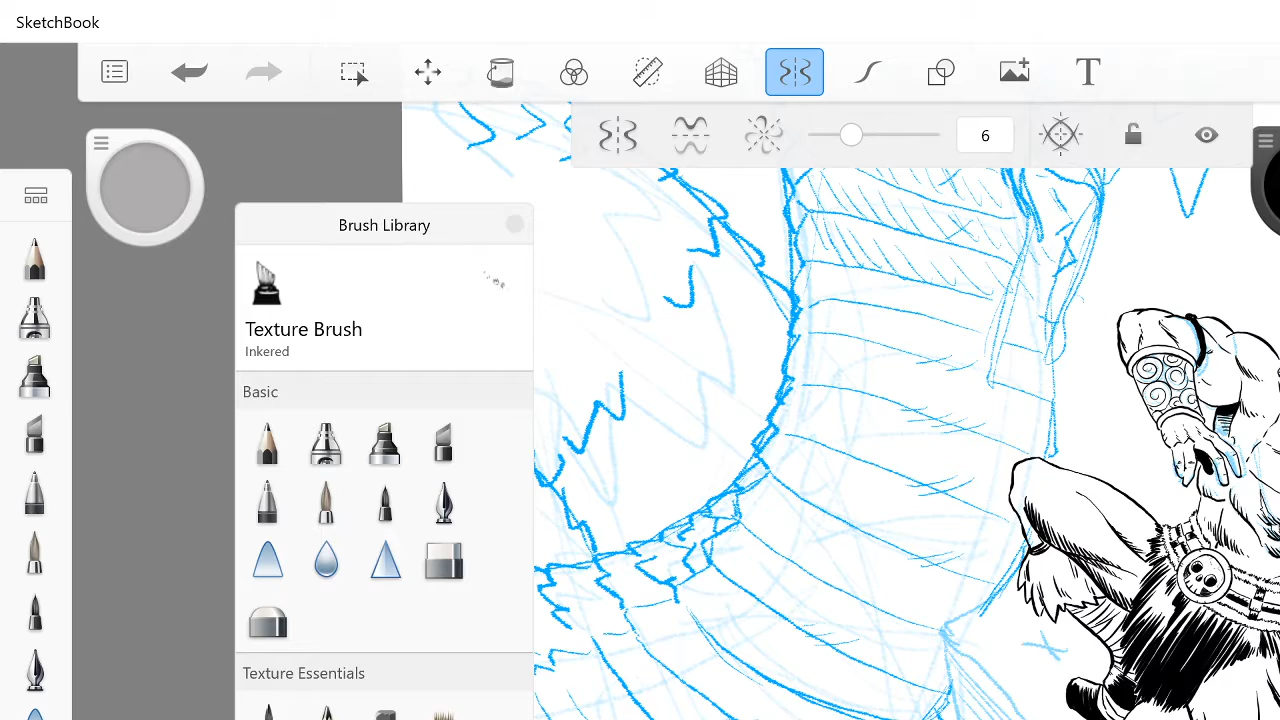 SketchBook
T
6
Brush Library
Texture Brush
Inkered
Basic
Texture Essentials